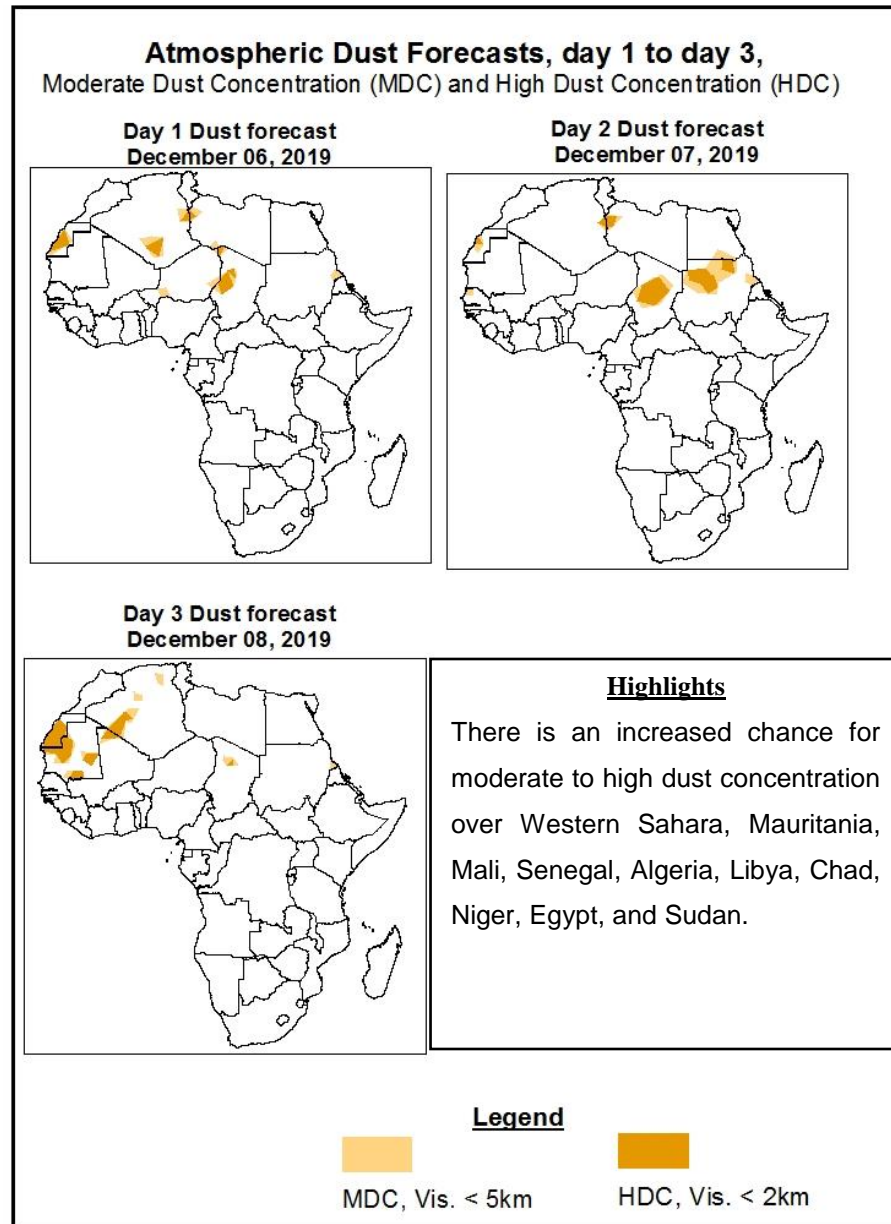 Atmospheric Dust Forecasts, day 1 to day 3,
Moderate Dust Concentration (MDC) and High Dust Concentration (HDC)
Day 1 Dust forecast
December 06, 2019
Day 2 Dust forecast
December 07, 2019
Day 3 Dust forecast
December 08, 2019
Highlights
There is an increased chance for
moderate to high dust concentration
over Western Sahara, Mauritania,
Mali, Senegal, Algeria, Libya, Chad,
Niger, Egypt, and Sudan.
Legend
MDC, Vis. < 5km
HDC, Vis. < 2km